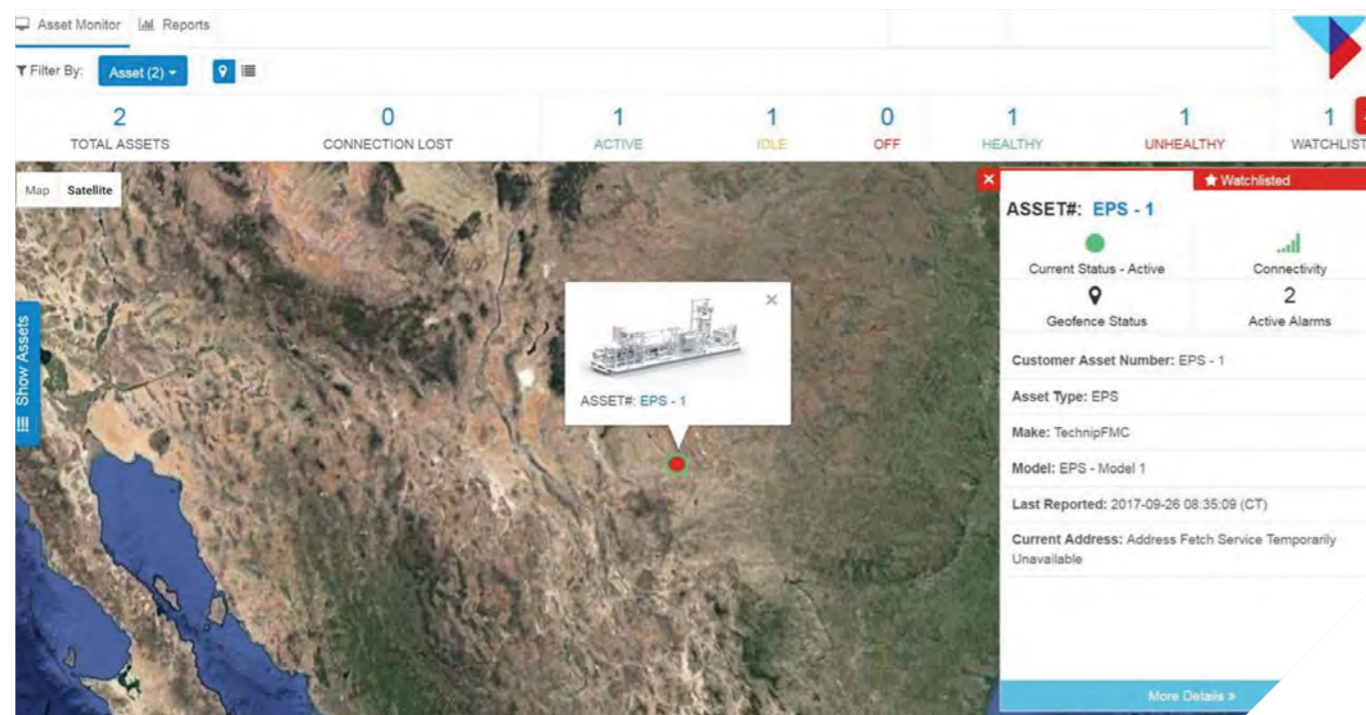 Asset Monitor Reports
Filter By: Asset (2)
2 0 1 1 0 1 1 1
TOTAL ASSETS CONNECTION LOST ACTIVE IDLE OFF HEALTHY UNHEALTHY WATCHLIST
Map Satellite
Show Assets
ASSET#: EPS - 1
Watchlisted
ASSET#: EPS - 1
Current Status - Active Connectivity
2
Geofence Status Active Alarms
Customer Asset Number: EPS - 1
Asset Type: EPS
Make: TechnipFMC
Model: EPS - Model 1
Last Reported: 2017-09-26 08:35:09 (CT)
Current Address: Address Fetch Service Temporarily
Unavailable
More Details »